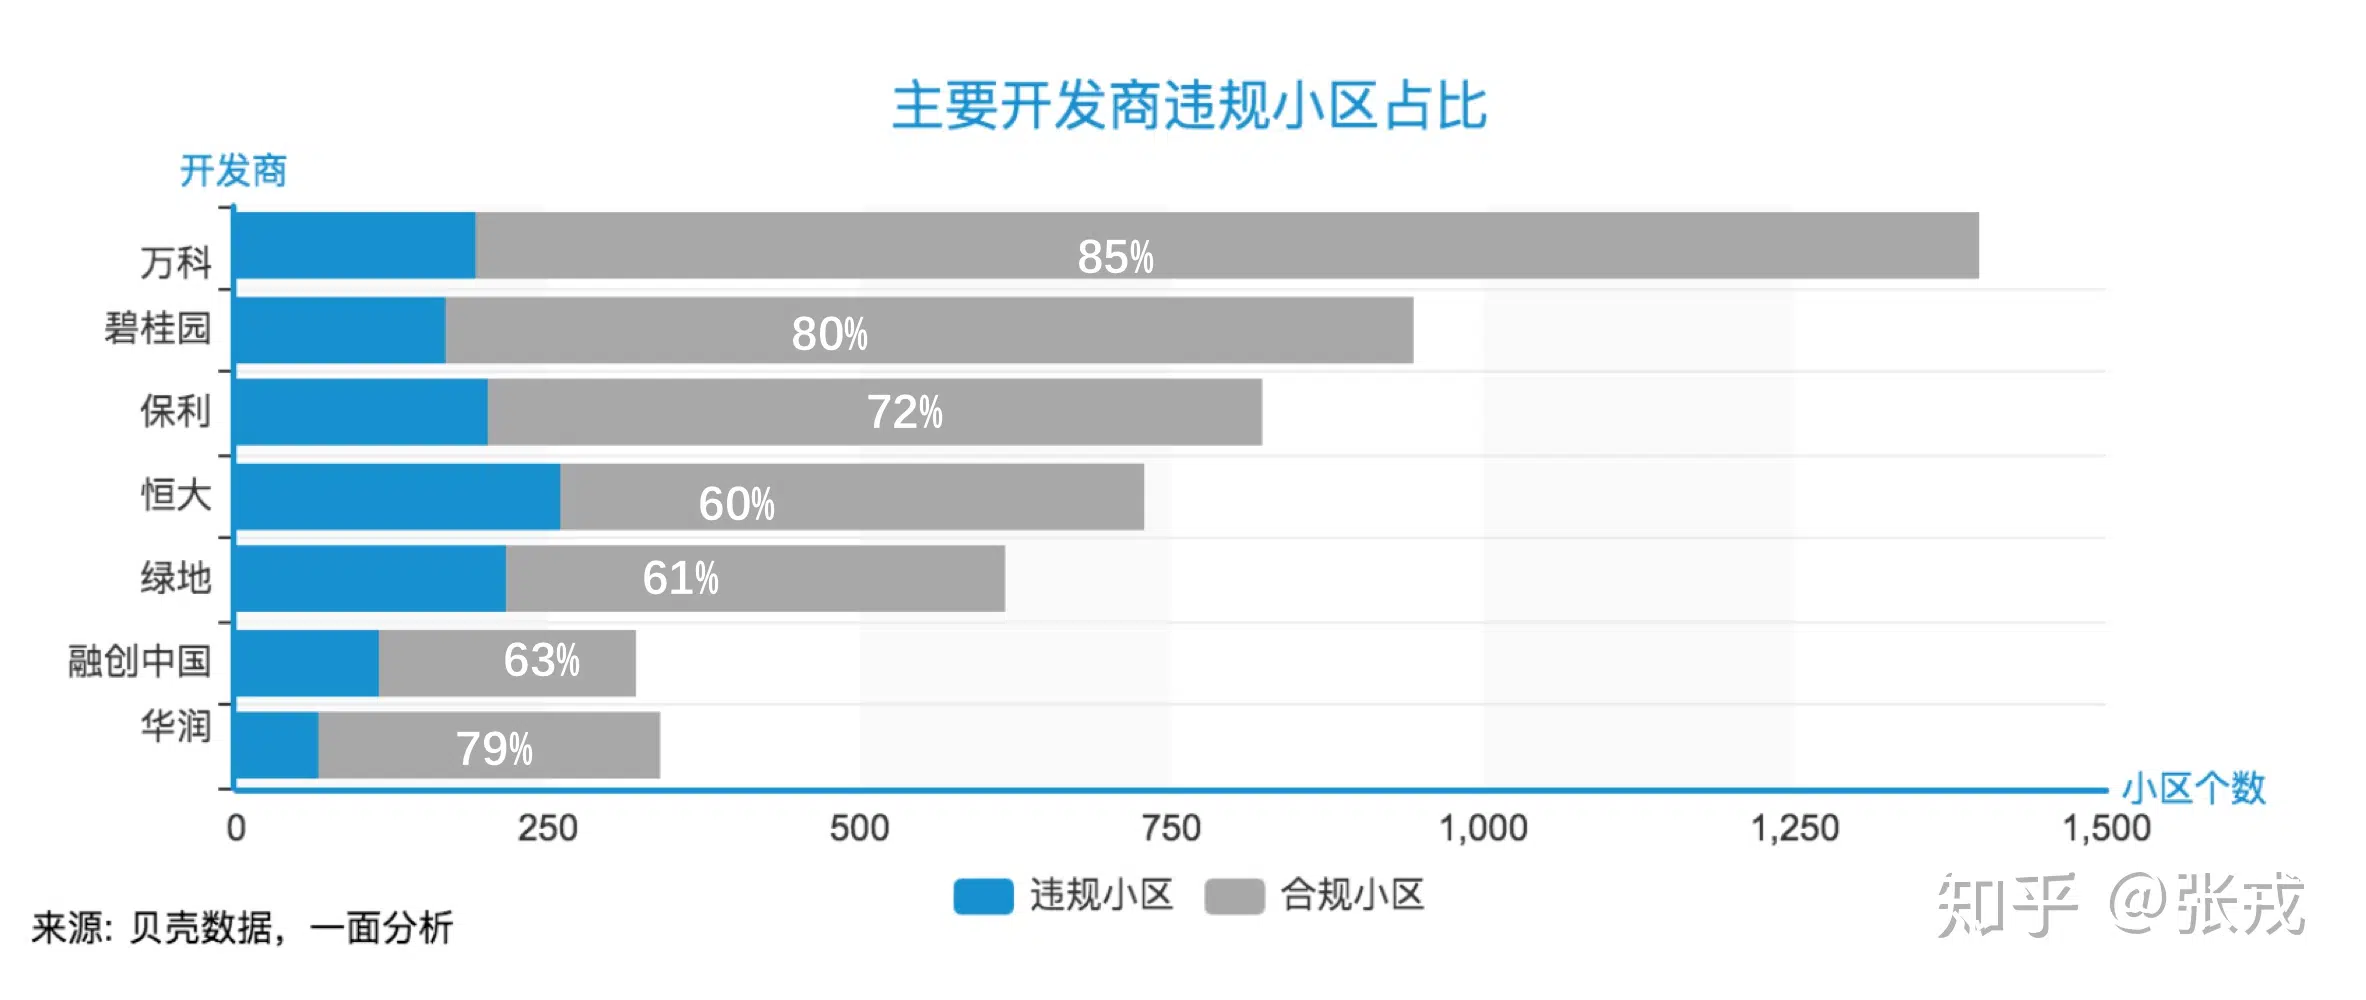 主要开发商违规小区占比
开发商
万科
85%
碧桂园
80%
保利
72%
恒大
60%
绿地
61%
融创中国
63%
华润
79%
小区个数
0 250 500 750 1,000 1,250 1,500
违规小区 合规小区
来源: 贝壳数据，一面分析
知乎 @张戎